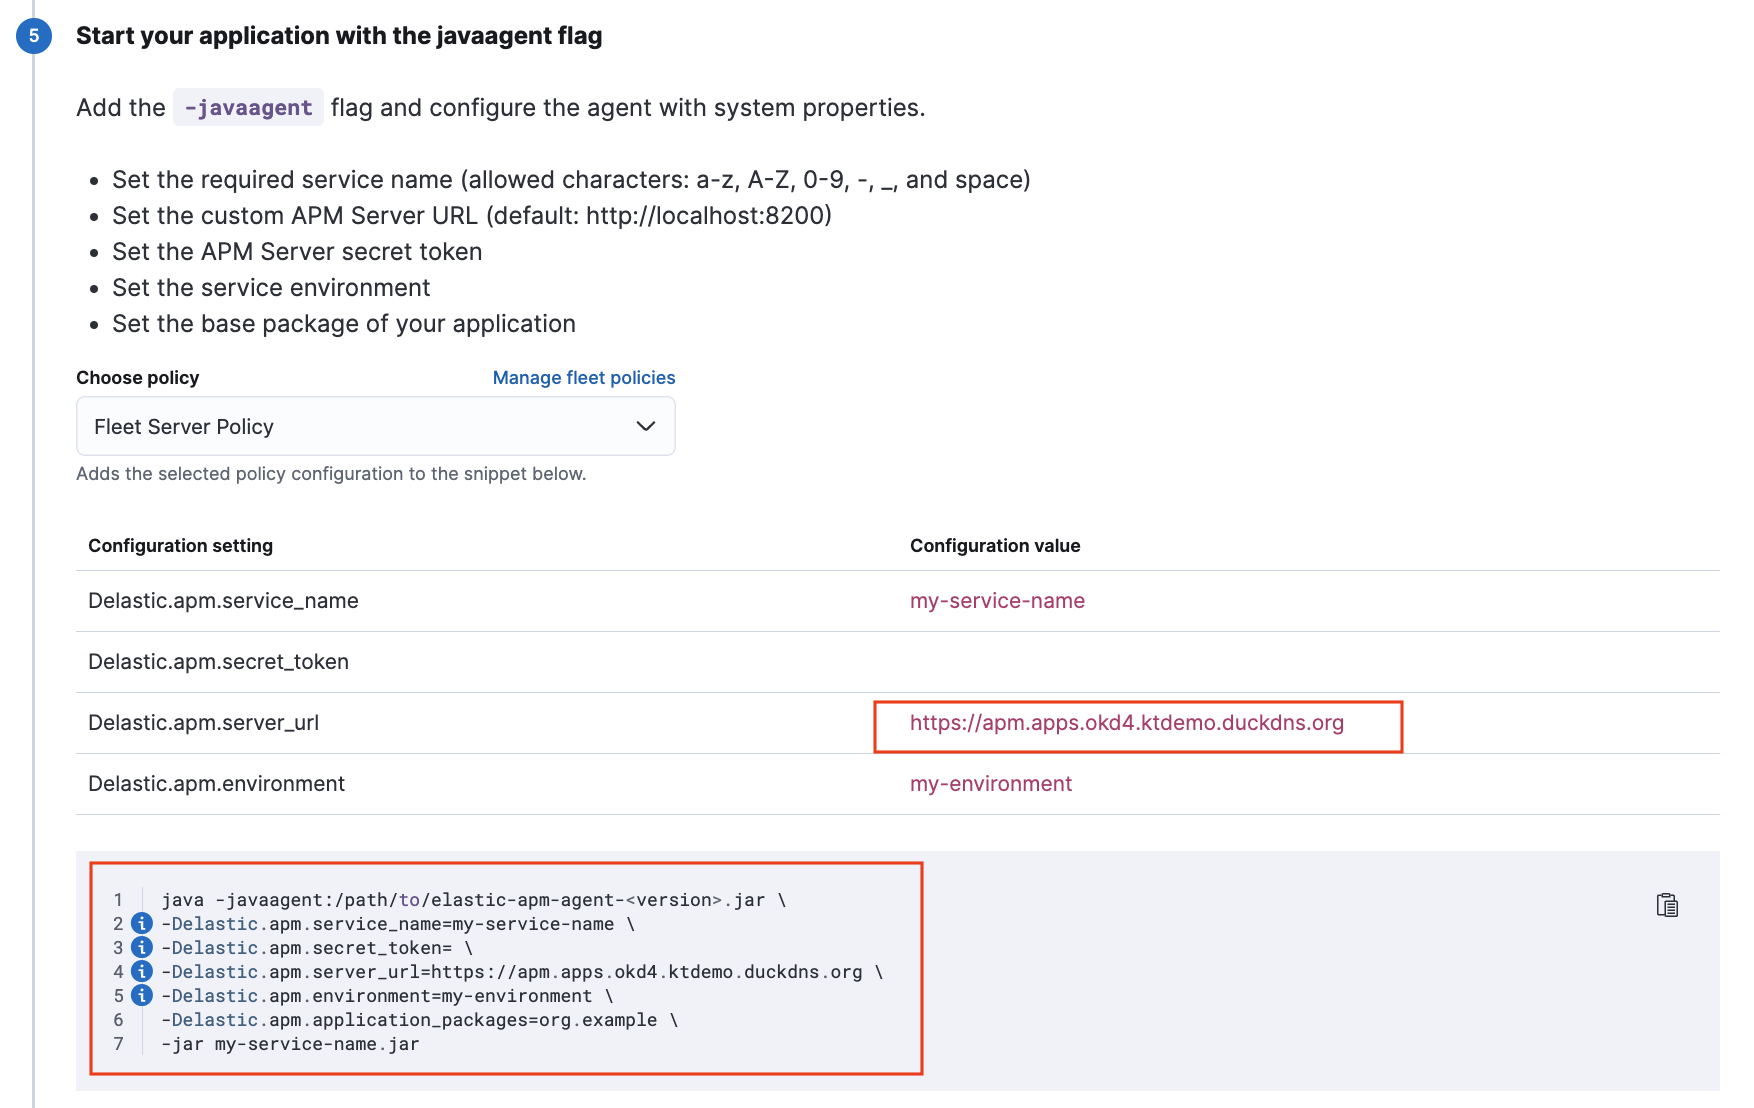 5
Start your application with the javaagent flag
Add the -javaagent flag and configure the agent with system properties.
• Set the required service name (allowed characters: a-z, A-Z, 0-9, -, _, and space)
• Set the custom APM Server URL (default: http://localhost:8200)
• Set the APM Server secret token
• Set the service environment
• Set the base package of your application
Choose policy Manage fleet policies
Fleet Server Policy
Adds the selected policy configuration to the snippet below.
Configuration setting Configuration value
Delastic.apm.service_name my-service-name
Delastic.apm.secret_token
Delastic.apm.server_url https://apm.apps.okd4.ktdemo.duckdns.org
Delastic.apm.environment my-environment
1 java -javaagent:/path/to/elastic-apm-agent-<version>.jar \
2 i -Delastic.apm.service_name=my-service-name \
3 i -Delastic.apm.secret_token= \
4 i -Delastic.apm.server_url=https://apm.apps.okd4.ktdemo.duckdns.org \
5 i -Delastic.apm.environment=my-environment \
6 -Delastic.apm.application_packages=org.example \
7 -jar my-service-name.jar